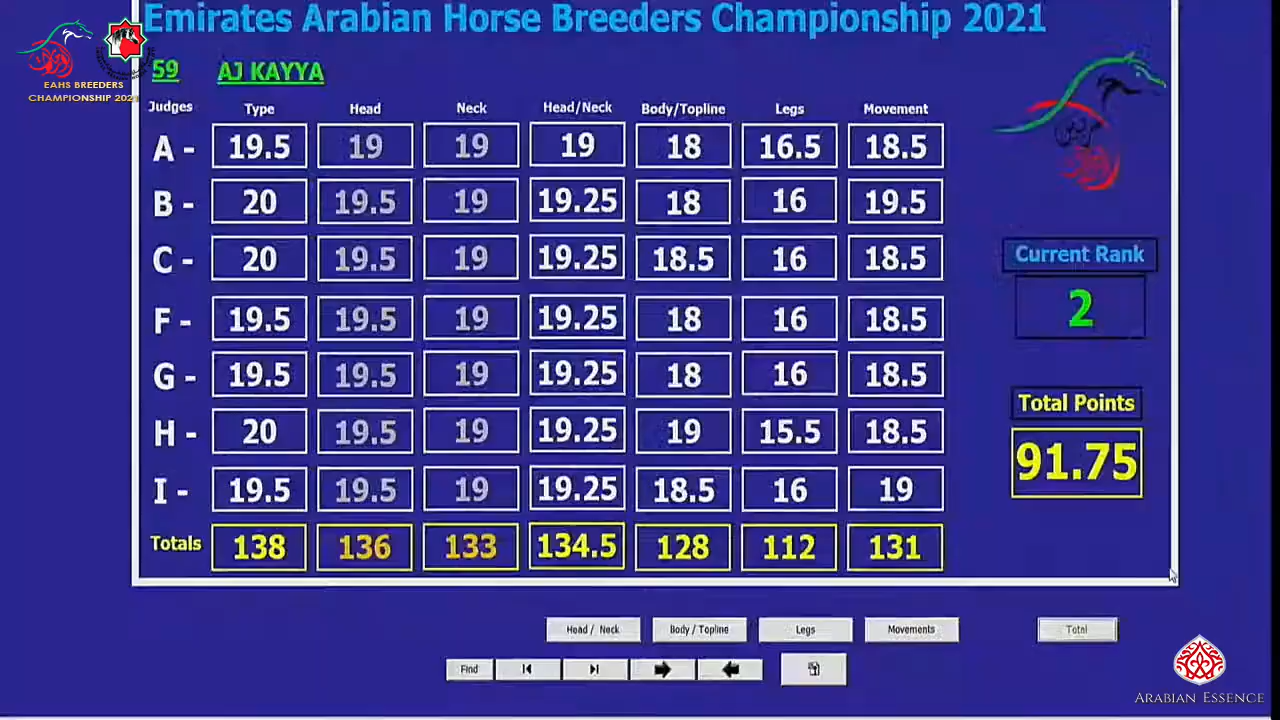 Emirates Arabian Horse Breeders Championship 2021
59 AJ KAYYA
EAHS BREEDERS
CHAMPIONSHIP 2021
Judges Type Head Neck Head/Neck Body/Topline Legs Movement
A - 19.5 19 19 19 18 16.5 18.5
B - 20 19.5 19 19.25 18 16 19.5
C - 20 19.5 19 19.25 18.5 16 18.5
F - 19.5 19.5 19 19.25 18 16 18.5
G - 19.5 19.5 19 19.25 18 16 18.5
H - 20 19.5 19 19.25 19 15.5 18.5
I - 19.5 19.5 19 19.25 18.5 16 19
Totals 138 136 133 134.5 128 112 131
Current Rank
2
Total Points
91.75
Head / Neck Body / Topline Legs Movements Total
Find
ARABIAN ESSENCE